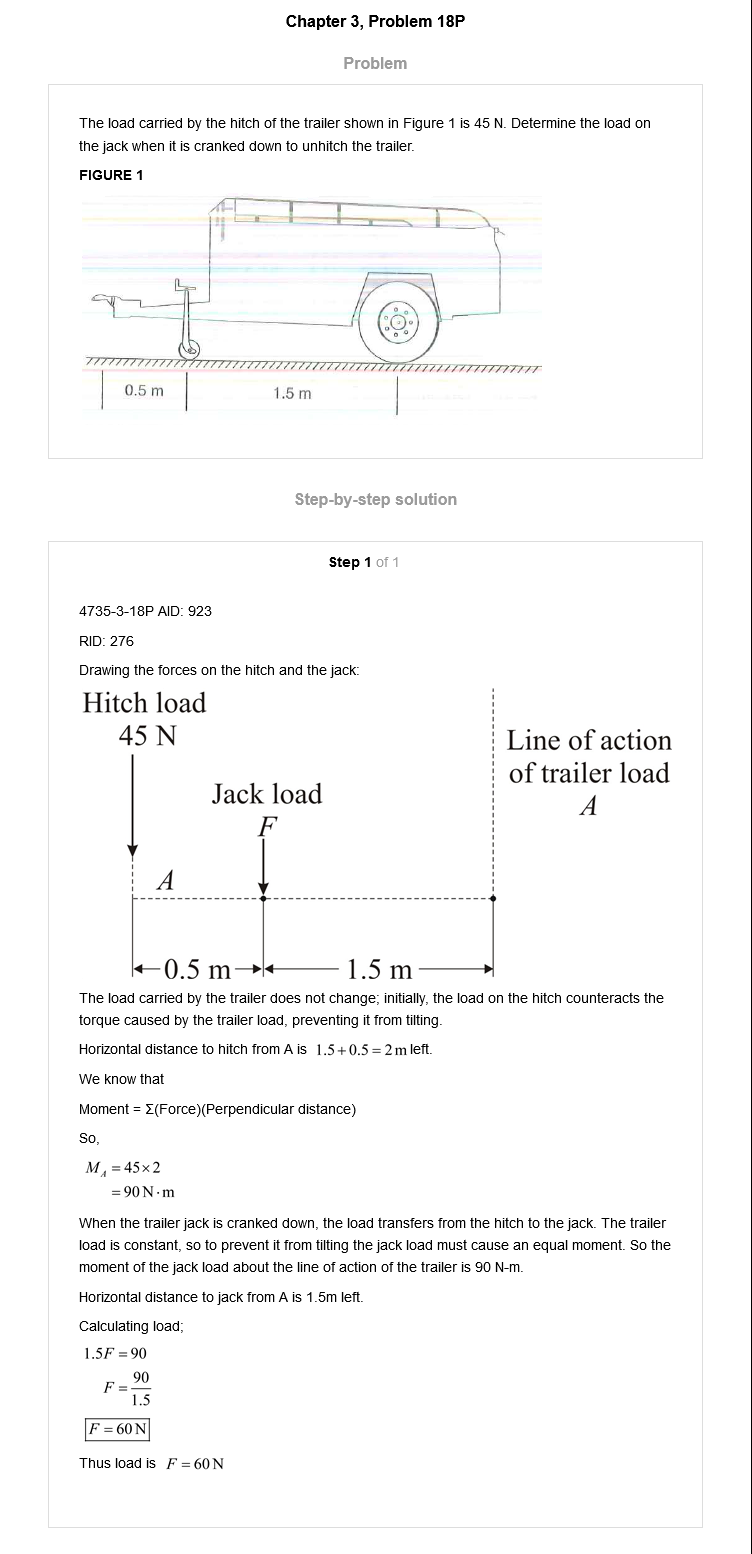 Chapter 3, Problem 18P
Problem
The load carried by the hitch of the trailer shown in Figure 1 is 45 N. Determine the load on
the jack when it is cranked down to unhitch the trailer.
FIGURE 1
0.5 m
1.5 m
Step-by-step solution
Step 1 of 1
4735-3-18P AID: 923
RID: 276
Drawing the forces on the hitch and the jack:
Hitch load
45 N
Jack load
F
Line of action
of trailer load
A
A
0.5 m
1.5 m
The load carried by the trailer does not change; initially, the load on the hitch counteracts the
torque caused by the trailer load, preventing it from tilting.
Horizontal distance to hitch from A is 1.5+0.5=2m left.
We know that
Moment = Σ(Force)(Perpendicular distance)
So,
M_A = 45×2
= 90 N·m
When the trailer jack is cranked down, the load transfers from the hitch to the jack. The trailer
load is constant, so to prevent it from tilting the jack load must cause an equal moment. So the
moment of the jack load about the line of action of the trailer is 90 N-m.
Horizontal distance to jack from A is 1.5m left.
Calculating load;
1.5F = 90
F = 90/1.5
F = 60 N
Thus load is F = 60 N